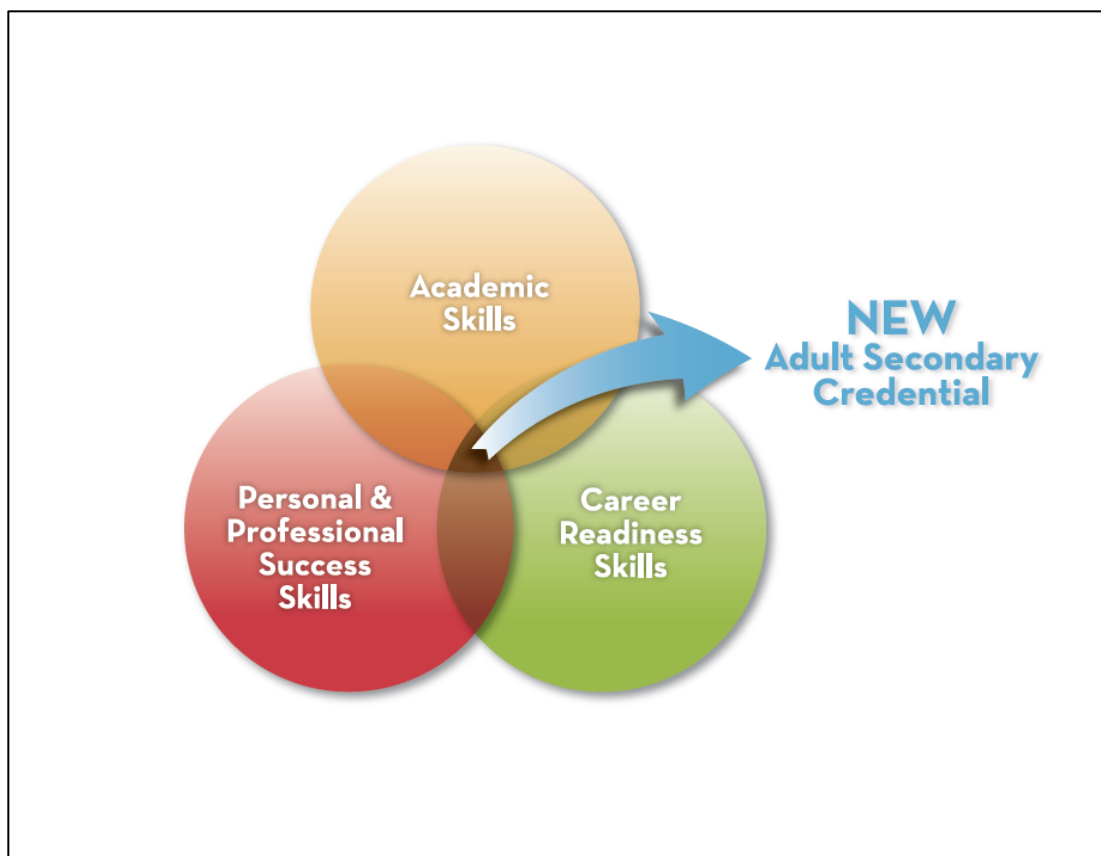 Academic
Skills
NEW
Adult Secondary
Credential
Personal &
Professional
Success
Skills
Career
Readiness
Skills